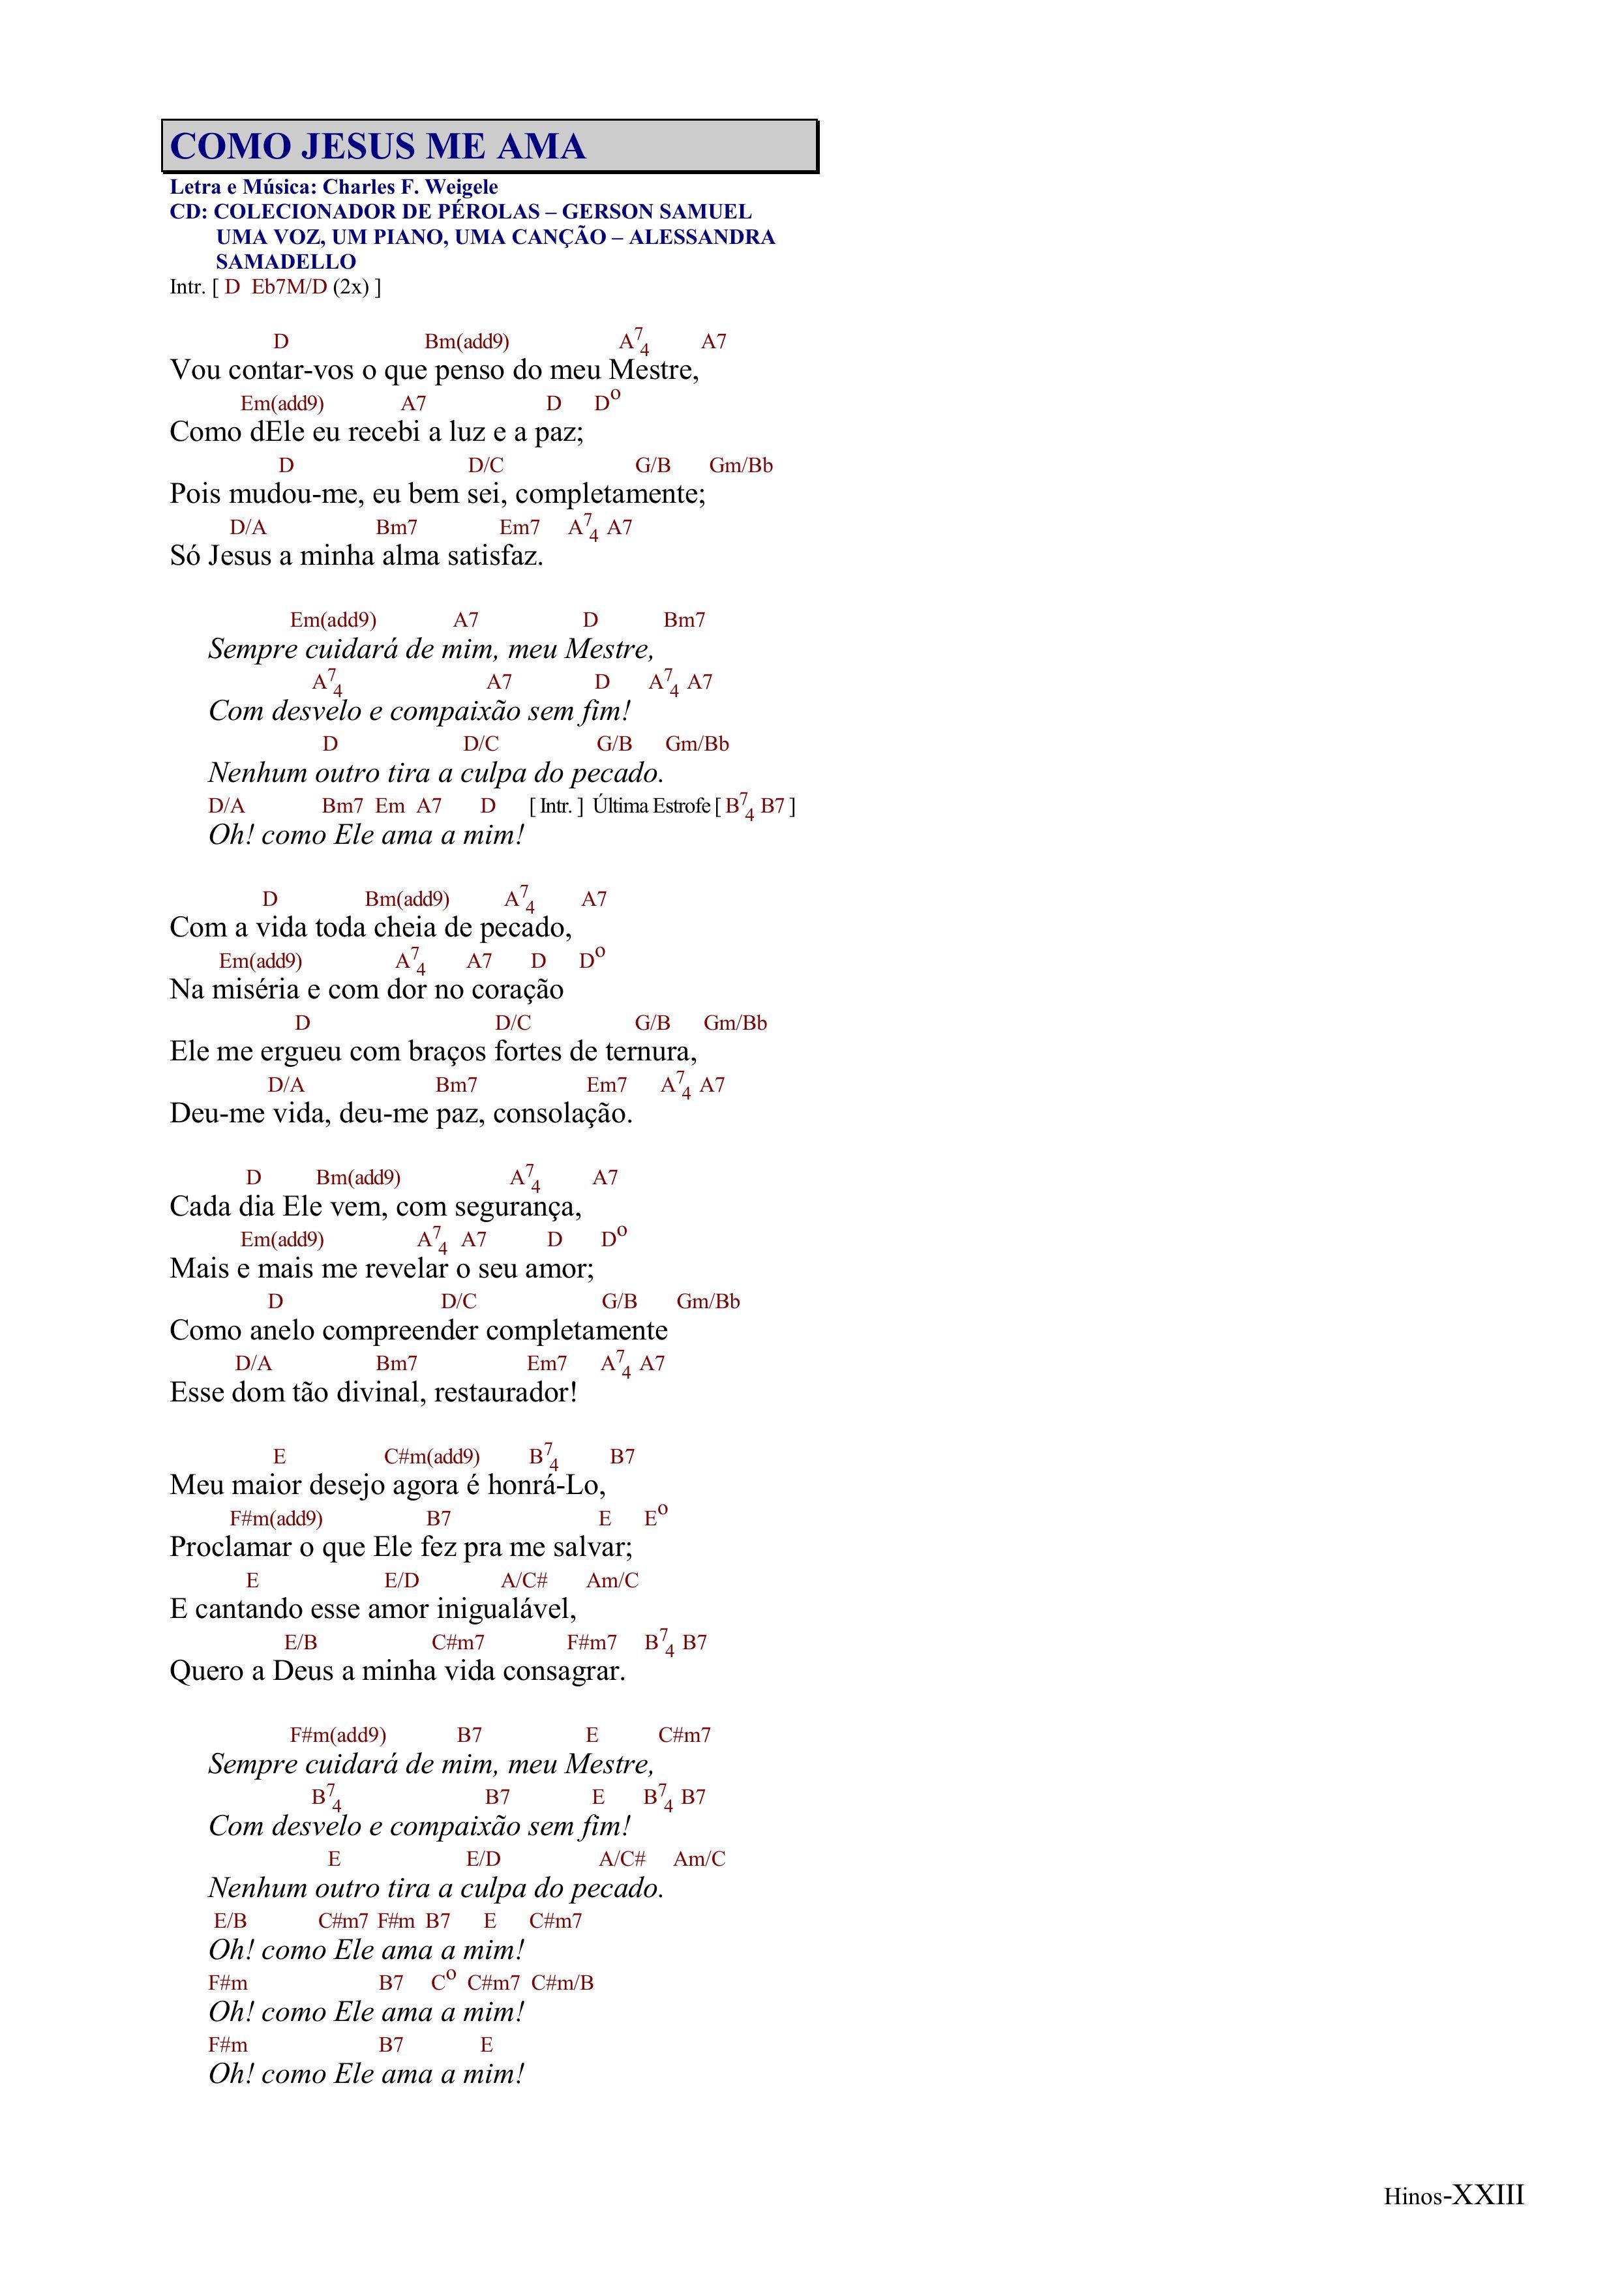 COMO JESUS ME AMA
Letra e Música: Charles F. Weigele
CD: COLECIONADOR DE PÉROLAS – GERSON SAMUEL
UMA VOZ, UM PIANO, UMA CANÇÃO – ALESSANDRA
SAMADELLO
Intr. [ D Eb7M/D (2x) ]
D Bm(add9) A74 A7
Vou contar-vos o que penso do meu Mestre,
Em(add9) A7 D Dº
Como dEle eu recebi a luz e a paz;
D D/C G/B Gm/Bb
Pois mudou-me, eu bem sei, completamente;
D/A Bm7 Em7 A74 A7
Só Jesus a minha alma satisfaz.
Em(add9) A7 D Bm7
Sempre cuidará de mim, meu Mestre,
A74 A7 D A74 A7
Com desvelo e compaixão sem fim!
D D/C G/B Gm/Bb
Nenhum outro tira a culpa do pecado.
D/A Bm7 Em A7 D [ Intr. ] Última Estrofe [ B74 B7 ]
Oh! como Ele ama a mim!
D Bm(add9) A74 A7
Com a vida toda cheia de pecado,
Em(add9) A74 A7 D Dº
Na miséria e com dor no coração
D D/C G/B Gm/Bb
Ele me ergueu com braços fortes de ternura,
D/A Bm7 Em7 A74 A7
Deu-me vida, deu-me paz, consolação.
D Bm(add9) A74 A7
Cada dia Ele vem, com segurança,
Em(add9) A74 A7 D Dº
Mais e mais me revelar o seu amor;
D D/C G/B Gm/Bb
Como anelo compreender completamente
D/A Bm7 Em7 A74 A7
Esse dom tão divinal, restaurador!
E C#m(add9) B74 B7
Meu maior desejo agora é honrá-Lo,
F#m(add9) B7 E Eº
Proclamar o que Ele fez pra me salvar;
E E/D A/C# Am/C
E cantando esse amor inigualável,
E/B C#m7 F#m7 B74 B7
Quero a Deus a minha vida consagrar.
F#m(add9) B7 E C#m7
Sempre cuidará de mim, meu Mestre,
B74 B7 E B74 B7
Com desvelo e compaixão sem fim!
E E/D A/C# Am/C
Nenhum outro tira a culpa do pecado.
E/B C#m7 F#m B7 E C#m7
Oh! como Ele ama a mim!
F#m B7 Cº C#m7 C#m/B
Oh! como Ele ama a mim!
F#m B7 E
Oh! como Ele ama a mim!
Hinos-XXIII